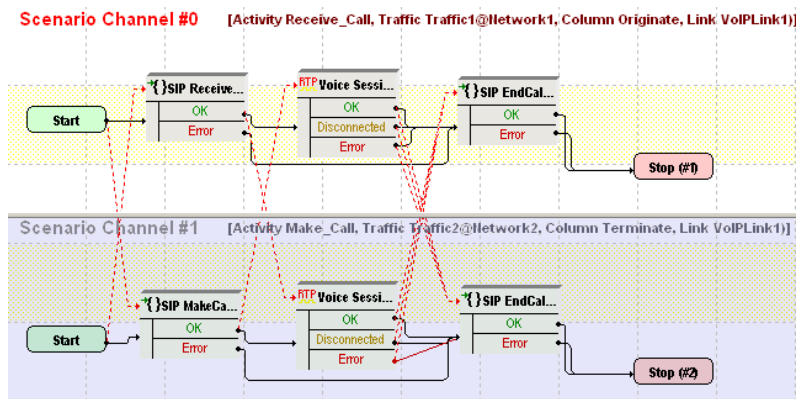 Scenario Channel #0 [Activity Receive_Call, Traffic Traffic1@Network1, Column Originate, Link VoIPLink1)]
{}SIP Receive...
OK
Error
RTP Voice Sessi...
OK
Disconnected
Error
{}SIP EndCal...
OK
Error
Start
Stop (#1)
Scenario Channel #1 [Activity Make_Call, Traffic Traffic2@Network2, Column Terminate, Link VoIPLink1)]
{}SIP MakeCa...
OK
Error
RTP Voice Sessi...
OK
Disconnected
Error
{}SIP EndCal...
OK
Error
Start
Stop (#2)